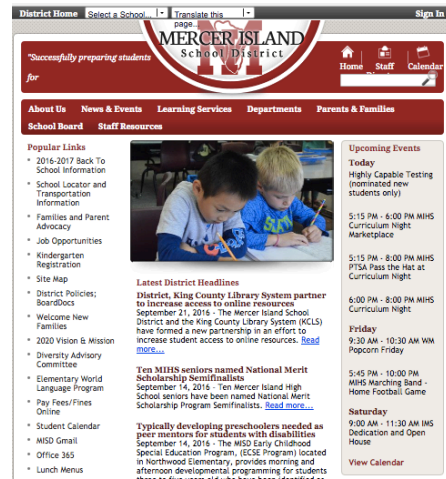 District Home Select a School... Translate this page... Sign In
MERCER ISLAND
School District
"Successfully preparing students
for
Home Staff Calendar
About Us News & Events Learning Services Departments Parents & Families
School Board Staff Resources
Popular Links
2016-2017 Back To
School Information
School Locator and
Transportation
Information
Families and Parent
Advocacy
Job Opportunities
Kindergarten
Registration
Site Map
District Policies;
BoardDocs
Welcome New
Families
2020 Vision & Mission
Diversity Advisory
Committee
Elementary World
Language Program
Pay Fees/Fines
Online
Student Calendar
MISD Gmail
Office 365
Lunch Menus
Latest District Headlines
District, King County Library System partner
to increase access to online resources
September 21, 2016 - The Mercer Island School
District and the King County Library System (KCLS)
have formed a new partnership in an effort to
increase student access to online resources. Read
more...
Ten MIHS seniors named National Merit
Scholarship Semifinalists
September 14, 2016 - Ten Mercer Island High
School seniors have been named National Merit
Scholarship Program Semifinalists. Read more...
Typically developing preschoolers needed as
peer mentors for students with disabilities
September 14, 2016 - The MISD Early Childhood
Special Education Program, (ECSE Program) located
in Northwood Elementary, provides morning and
afternoon developmental programming for students
Upcoming Events
Today
Highly Capable Testing
(nominated new
students only)
5:15 PM - 6:00 PM MIHS
Curriculum Night
Marketplace
5:15 PM - 8:00 PM MIHS
PTSA Pass the Hat at
Curriculum Night
6:00 PM - 8:00 PM MIHS
Curriculum Night
Friday
9:30 AM - 10:30 AM WM
Popcorn Friday
5:45 PM - 10:00 PM
MIHS Marching Band -
Home Football Game
Saturday
9:00 AM - 11:30 AM IMS
Dedication and Open
House
View Calendar